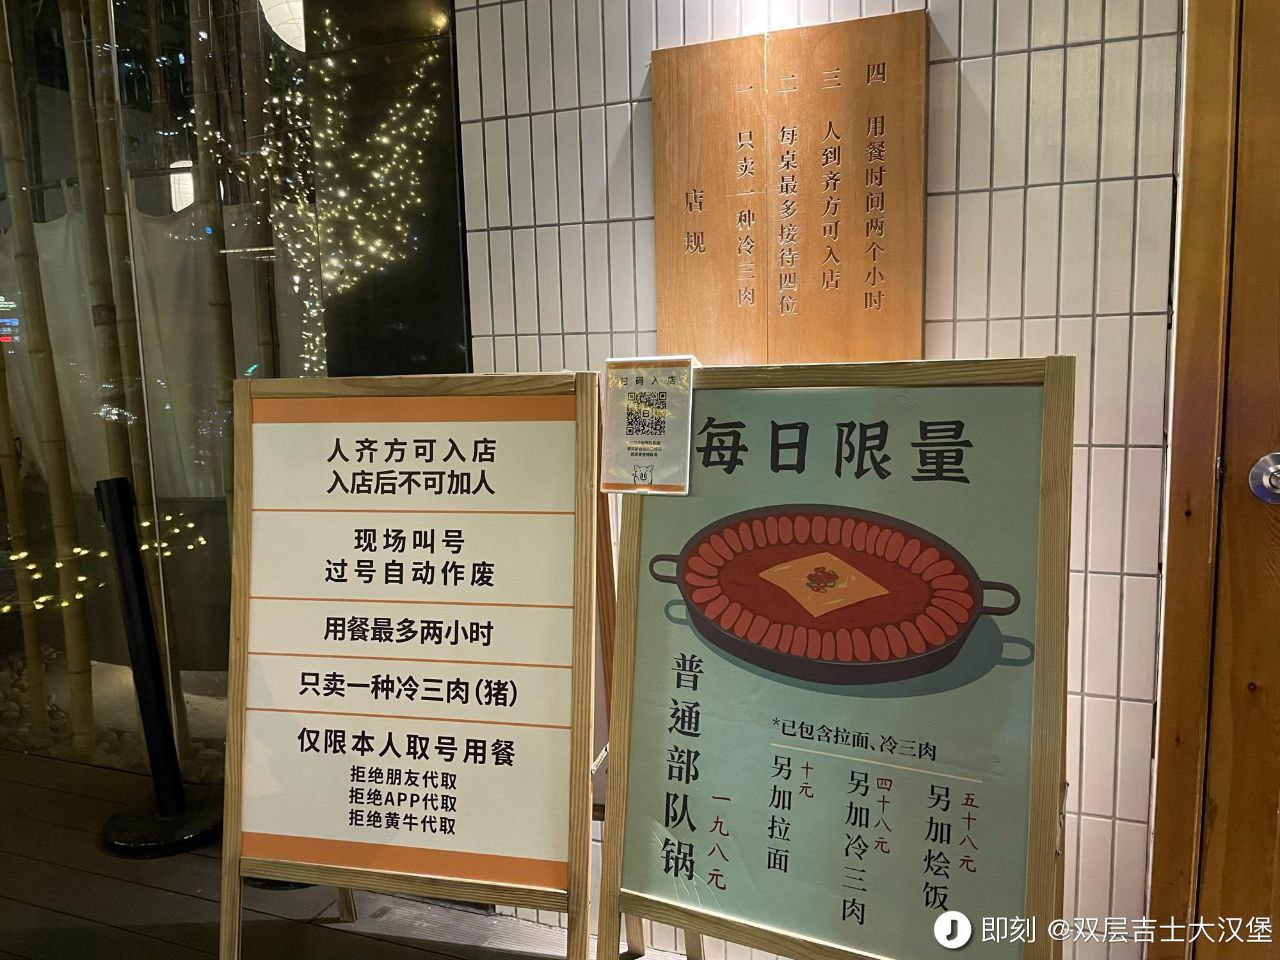 店规
一 只卖一种冷三肉
二 每桌最多接待四位
三 人到齐方可入店
四 用餐时间两个小时
人齐方可入店
入店后不可加人
现场叫号
过号自动作废
用餐最多两小时
只卖一种冷三肉(猪)
仅限本人取号用餐
拒绝朋友代取
拒绝APP代取
拒绝黄牛代取
扫码入店
每日限量
普通部队锅
一九八元
*已包含拉面、冷三肉
另加拉面
十元
另加冷三肉
四十八元
另加烩饭
五十八元
即刻 @双层吉士大汉堡